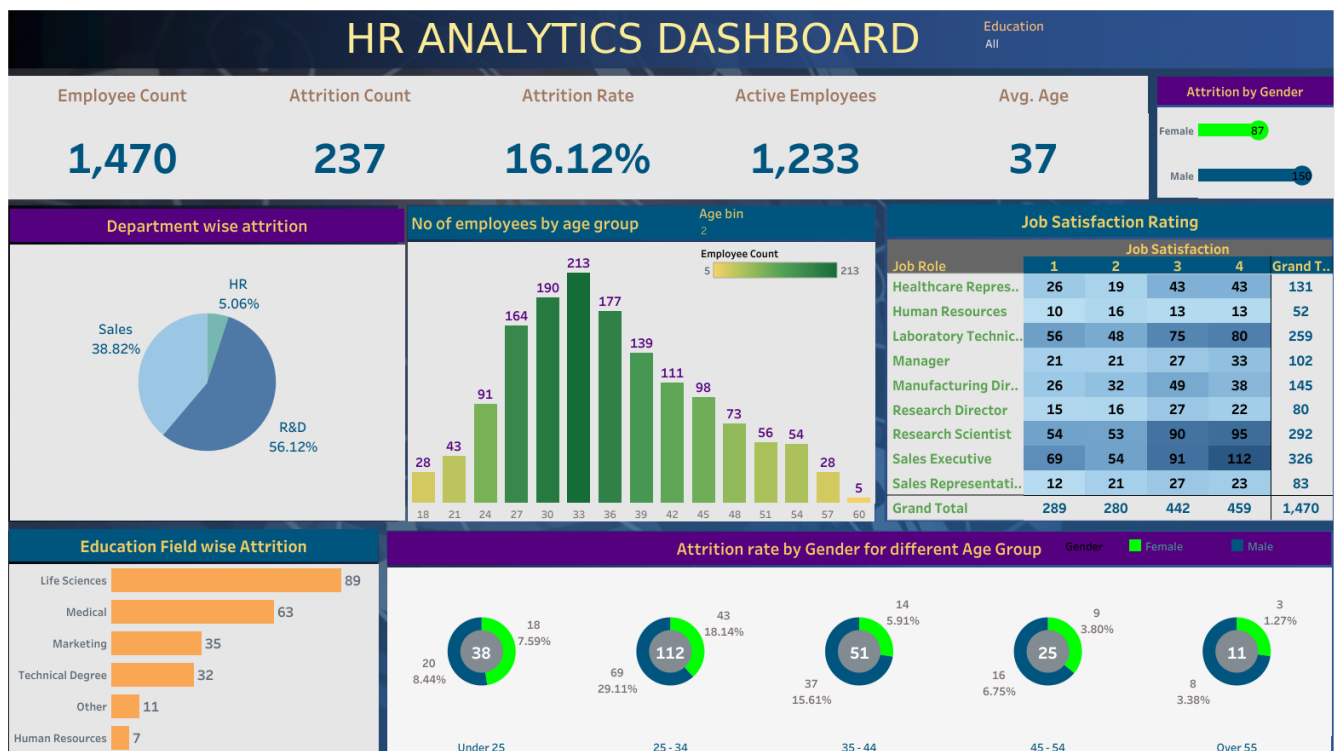 HR ANALYTICS DASHBOARD
Education
All
Employee Count
Attrition Count
Attrition Rate
Active Employees
Avg. Age
1,470
237
16.12%
1,233
37
Attrition by Gender
Female 87
Male 150
Department wise attrition
HR
5.06%
Sales
38.82%
R&D
56.12%
No of employees by age group
Age bin
2
Employee Count
5 213
28
43
91
164
190
213
177
139
111
98
73
56
54
28
5
18 21 24 27 30 33 36 39 42 45 48 51 54 57 60
Job Satisfaction Rating
Job Satisfaction
Job Role 1 2 3 4 Grand T..
Healthcare Repres.. 26 19 43 43 131
Human Resources 10 16 13 13 52
Laboratory Technic.. 56 48 75 80 259
Manager 21 21 27 33 102
Manufacturing Dir.. 26 32 49 38 145
Research Director 15 16 27 22 80
Research Scientist 54 53 90 95 292
Sales Executive 69 54 91 112 326
Sales Representati.. 12 21 27 23 83
Grand Total 289 280 442 459 1,470
Education Field wise Attrition
Life Sciences 89
Medical 63
Marketing 35
Technical Degree 32
Other 11
Human Resources 7
Attrition rate by Gender for different Age Group
Gender Female Male
18
7.59%
38
20
8.44%
Under 25
43
18.14%
112
69
29.11%
25 - 34
14
5.91%
51
37
15.61%
35 - 44
9
3.80%
25
16
6.75%
45 - 54
3
1.27%
11
8
3.38%
Over 55